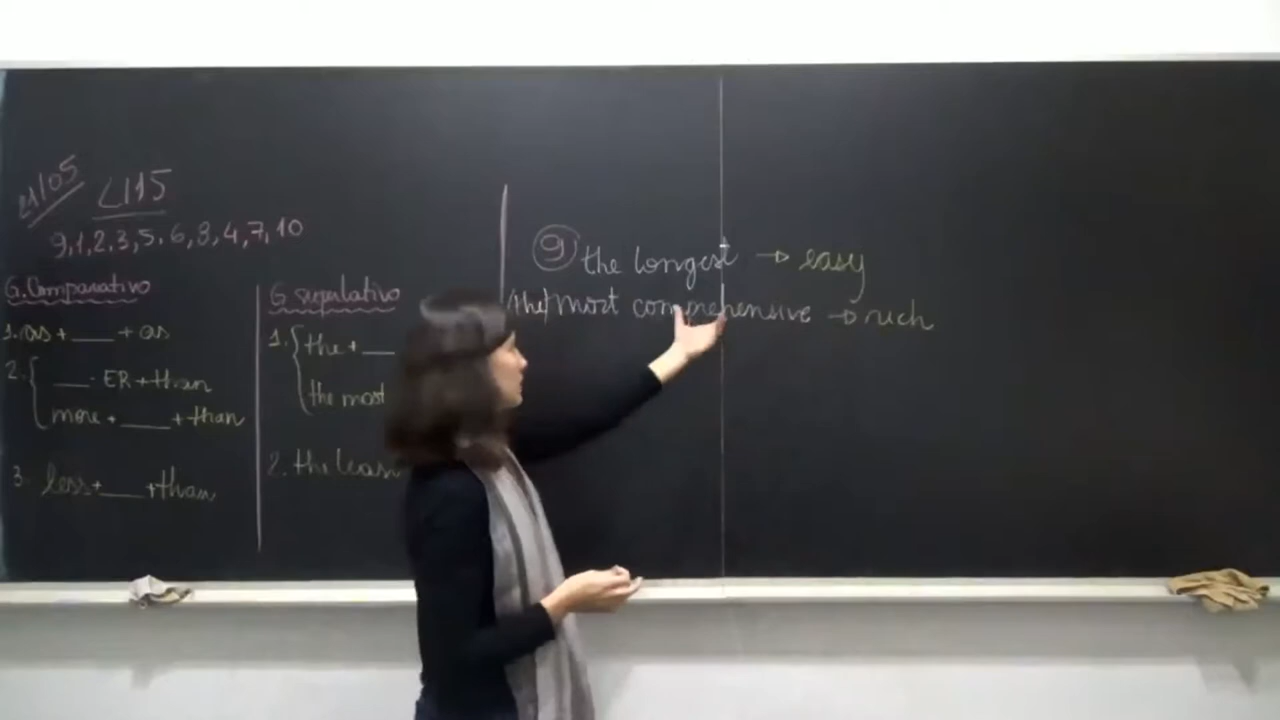 21/05 L115
9,1,2,3,5,6,8,4,7,10
G. Comparativo
1. as + ___ + as
2. { ___ - ER + than
more + ___ + than
3. less + ___ + than
G. superlativo
1. { the + ___
the most
2. the leas
9 the longest → easy
(the) most comprehensive → rich